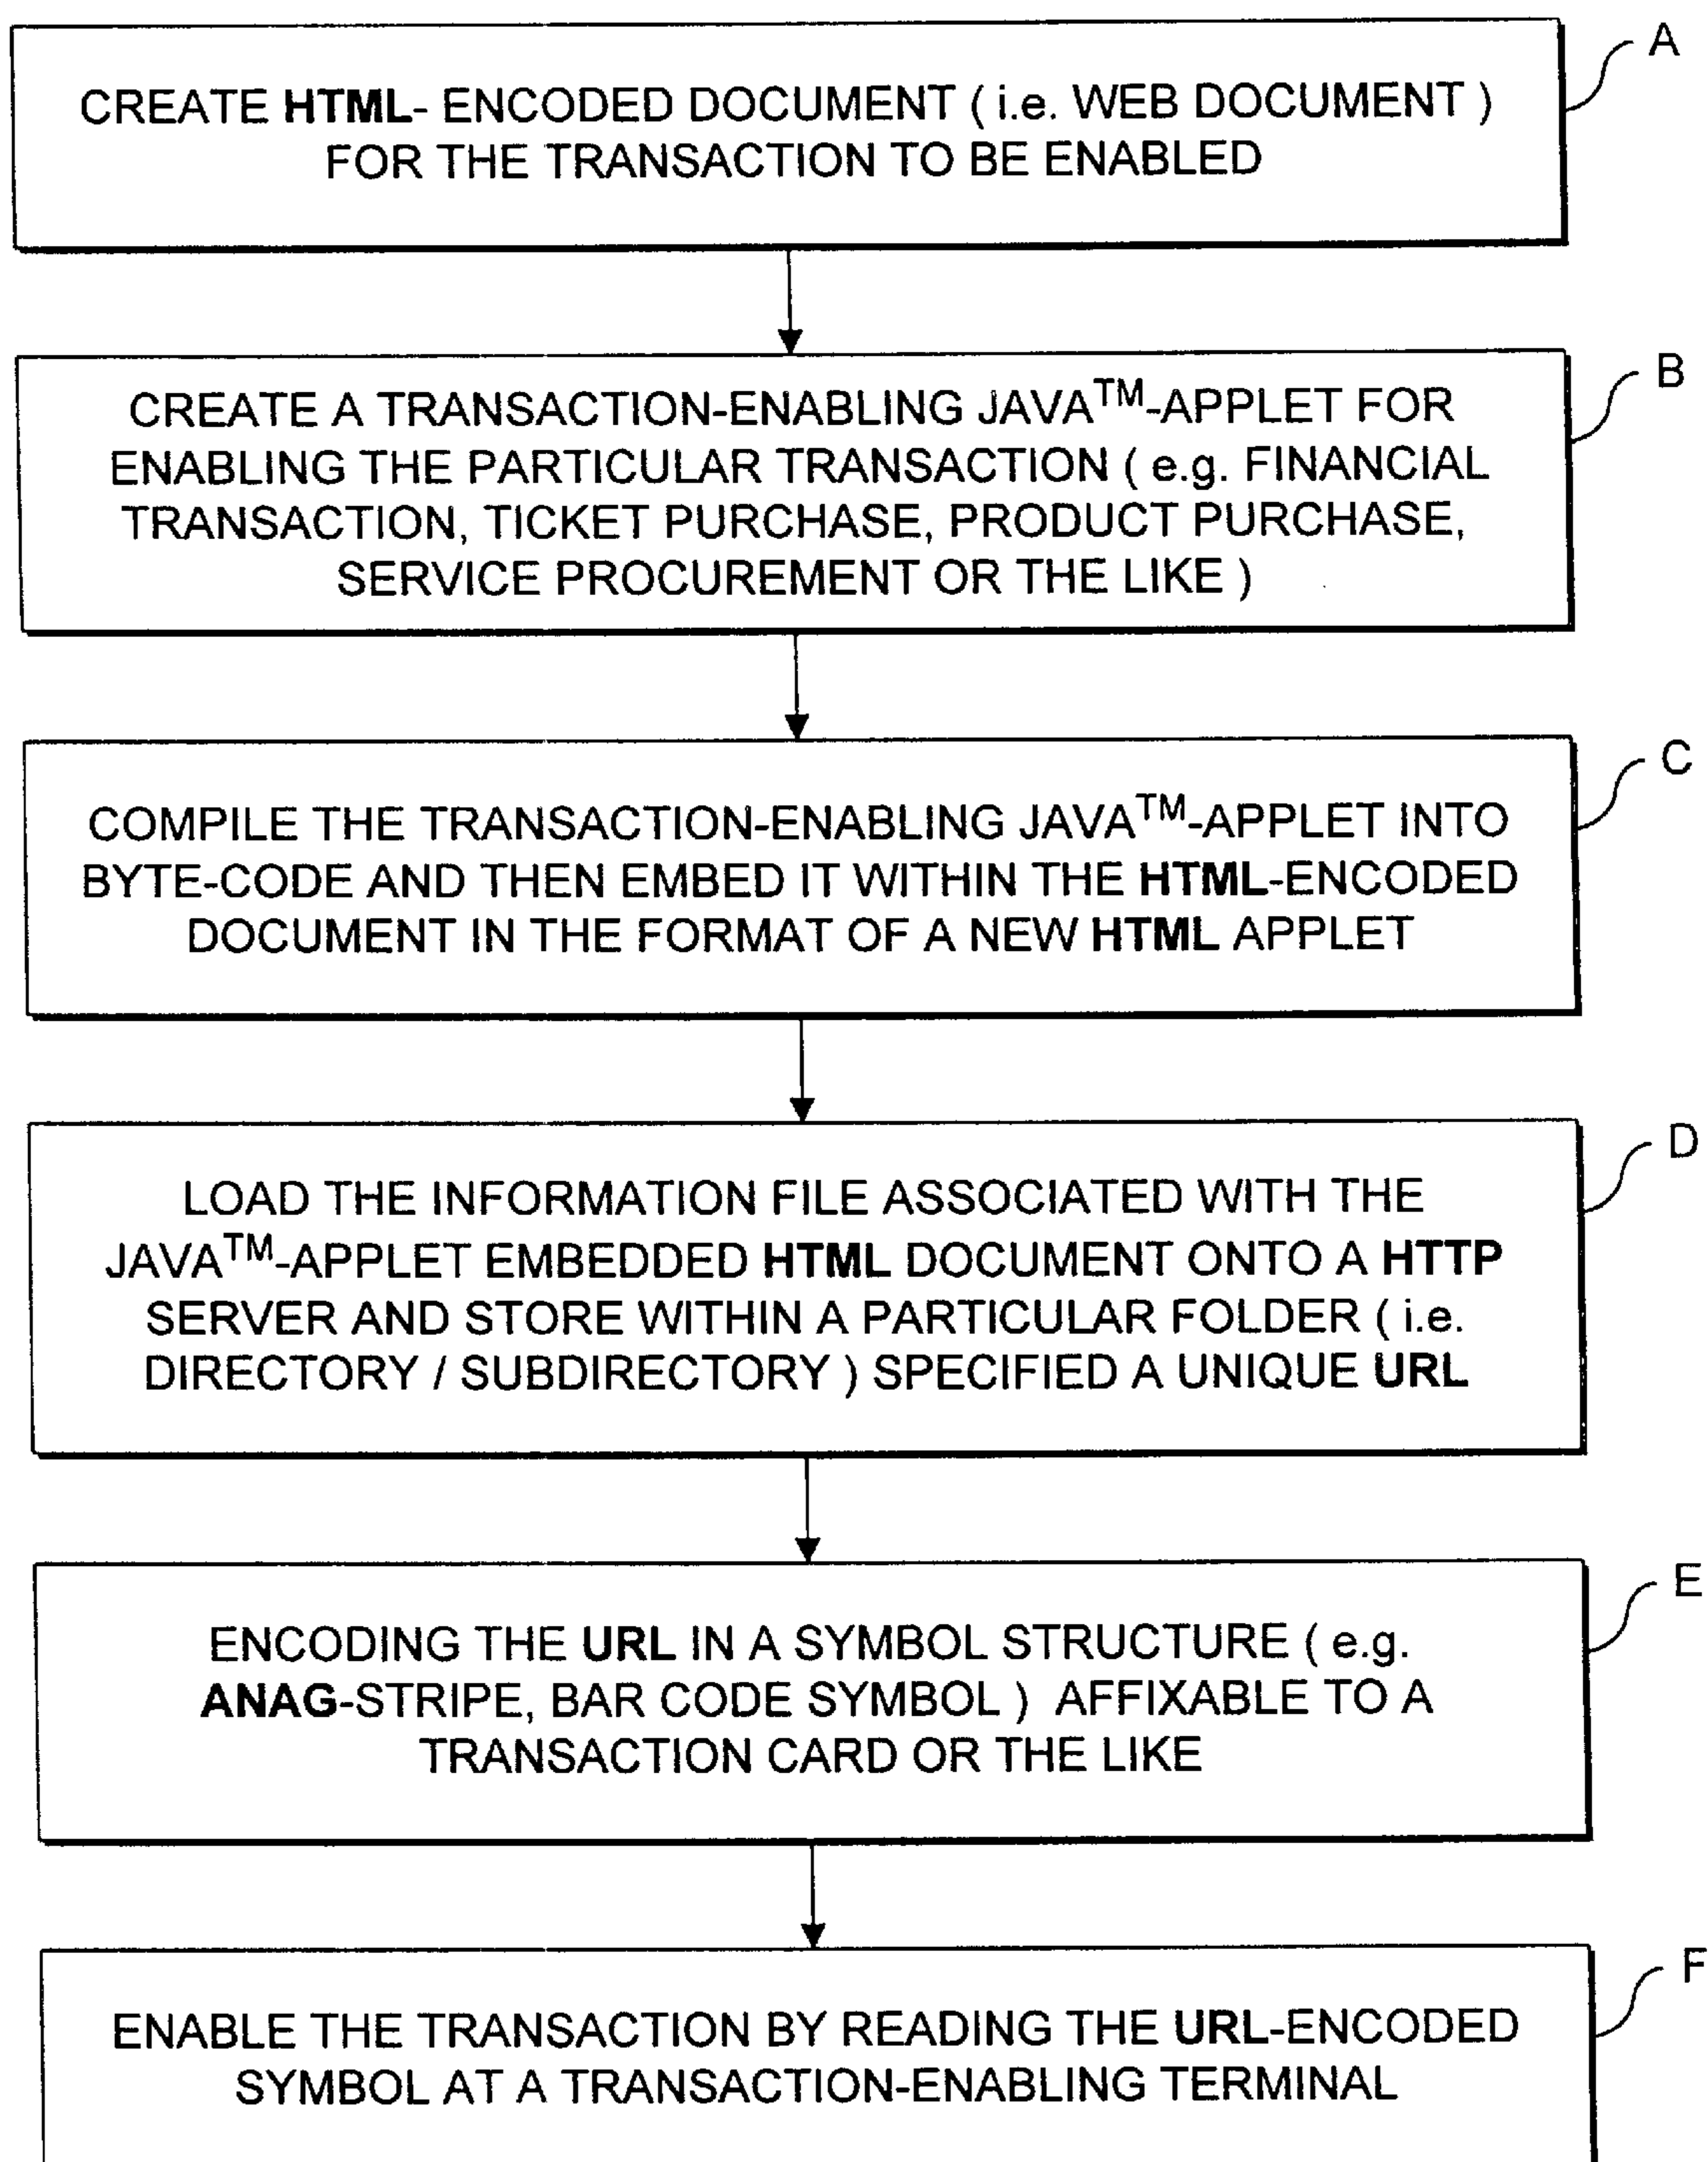 A
CREATE HTML- ENCODED DOCUMENT ( i.e. WEB DOCUMENT )
FOR THE TRANSACTION TO BE ENABLED
B
CREATE A TRANSACTION-ENABLING JAVA™-APPLET FOR
ENABLING THE PARTICULAR TRANSACTION ( e.g. FINANCIAL
TRANSACTION, TICKET PURCHASE, PRODUCT PURCHASE,
SERVICE PROCUREMENT OR THE LIKE )
C
COMPILE THE TRANSACTION-ENABLING JAVA™-APPLET INTO
BYTE-CODE AND THEN EMBED IT WITHIN THE HTML-ENCODED
DOCUMENT IN THE FORMAT OF A NEW HTML APPLET
D
LOAD THE INFORMATION FILE ASSOCIATED WITH THE
JAVA™-APPLET EMBEDDED HTML DOCUMENT ONTO A HTTP
SERVER AND STORE WITHIN A PARTICULAR FOLDER ( i.e.
DIRECTORY / SUBDIRECTORY ) SPECIFIED A UNIQUE URL
E
ENCODING THE URL IN A SYMBOL STRUCTURE ( e.g.
ANAG-STRIPE, BAR CODE SYMBOL ) AFFIXABLE TO A
TRANSACTION CARD OR THE LIKE
F
ENABLE THE TRANSACTION BY READING THE URL-ENCODED
SYMBOL AT A TRANSACTION-ENABLING TERMINAL